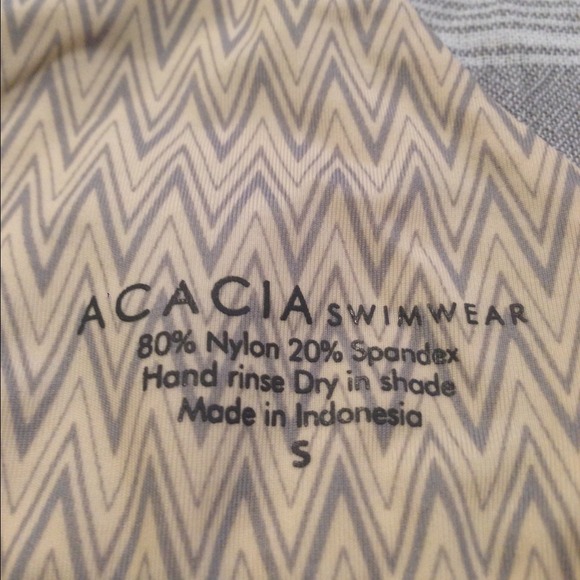 ACACIA SWIMWEAR
80% Nylon 20% Spandex
Hand rinse Dry in shade
Made in Indonesia
S